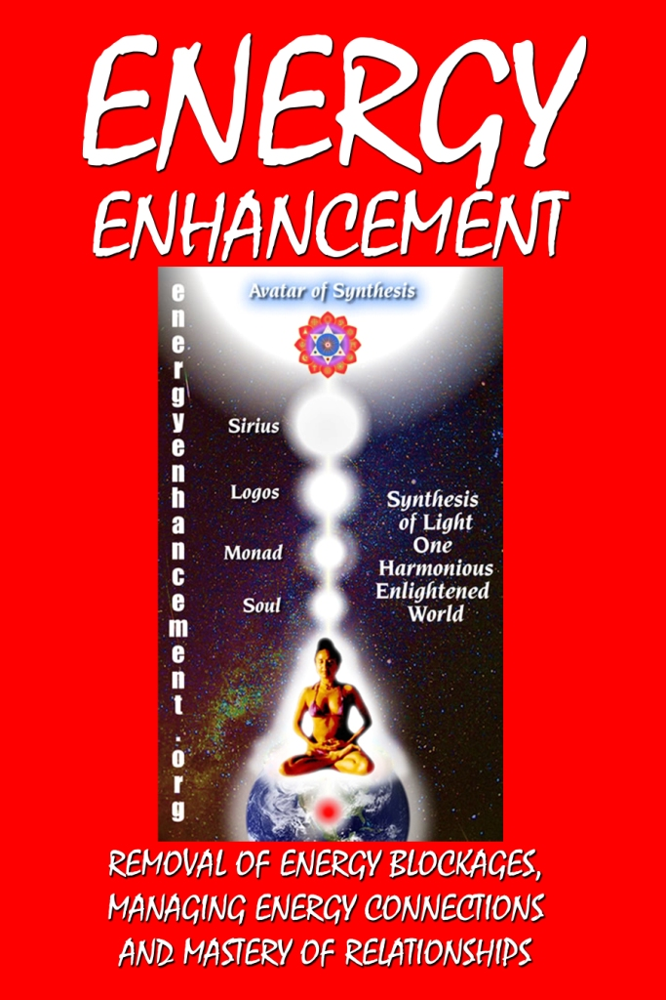 ENERGY
ENHANCEMENT
energyenhancement.org
Avatar of Synthesis
Sirius
Logos
Monad
Soul
Synthesis
of Light
One
Harmonious
Enlightened
World
REMOVAL OF ENERGY BLOCKAGES,
MANAGING ENERGY CONNECTIONS
AND MASTERY OF RELATIONSHIPS